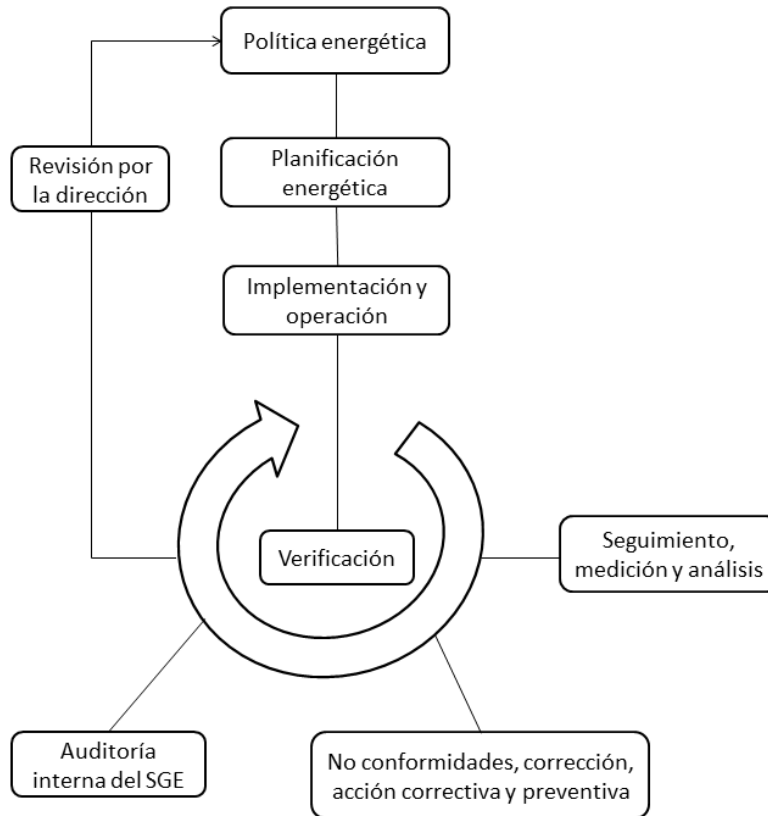 Política energética
Revisión por
la dirección
Planificación
energética
Implementación y
operación
Verificación
Seguimiento,
medición y análisis
Auditoría
interna del SGE
No conformidades, corrección,
acción correctiva y preventiva